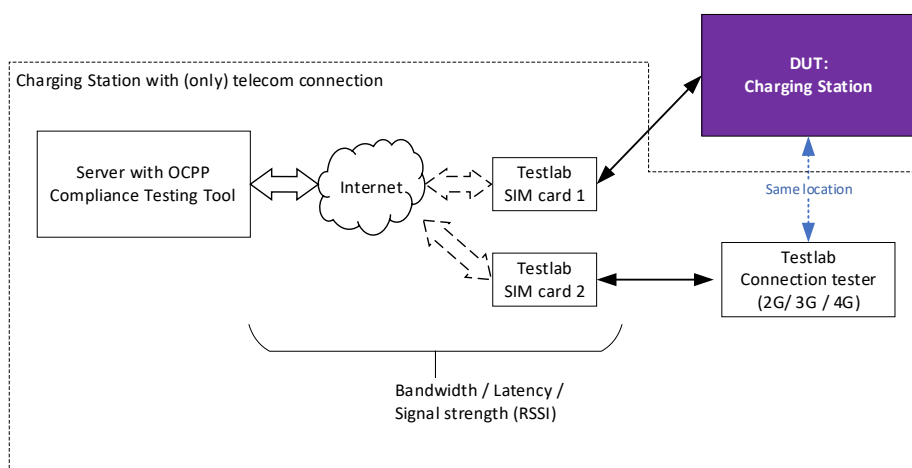 DUT:
Charging Station
Charging Station with (only) telecom connection
Server with OCPP
Compliance Testing Tool
Internet
Testlab
SIM card 1
Same location
Testlab
SIM card 2
Testlab
Connection tester
(2G/ 3G / 4G)
Bandwidth / Latency /
Signal strength (RSSI)